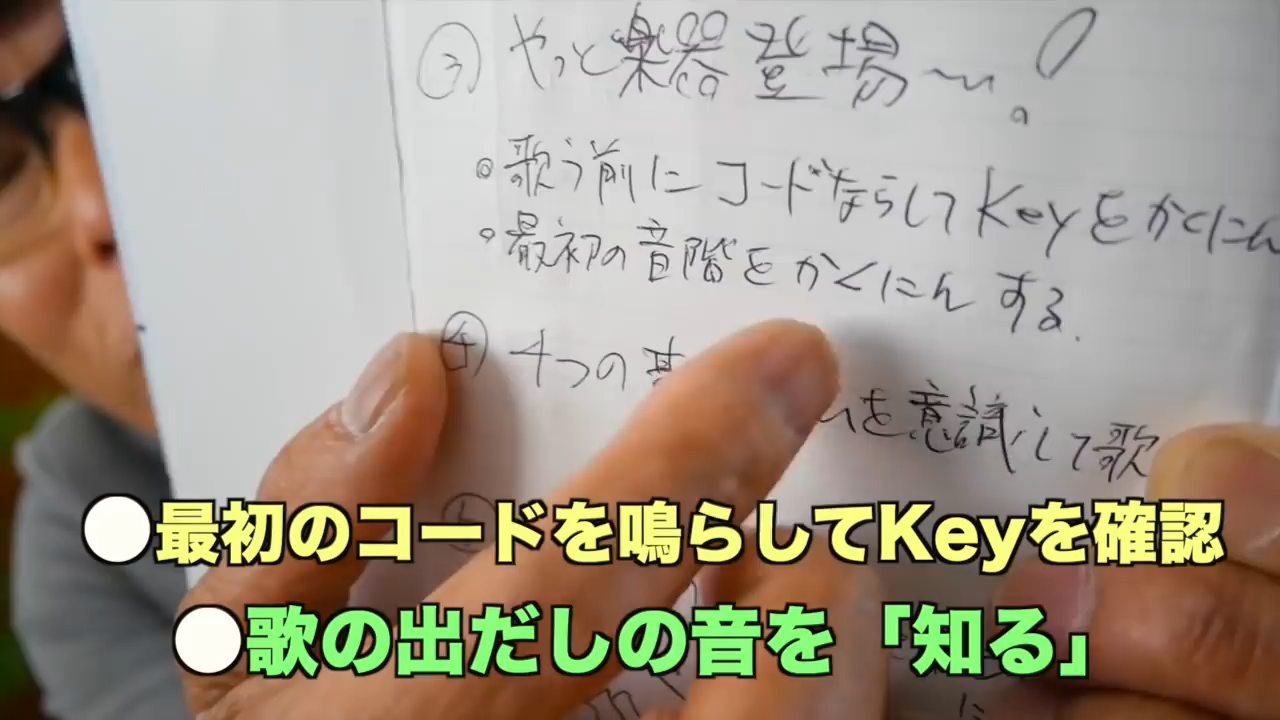 ③ やっと楽器登場〜!
歌う前にコードならしてKeyをかくにん
最初の音階をかくにんする.
④ 4つの基 を意識して歌
●最初のコードを鳴らしてKeyを確認
●歌の出だしの音を「知る」
に